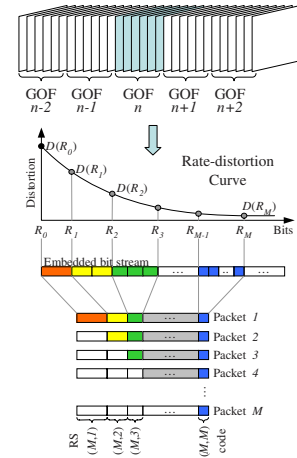 GOF GOF GOF GOF GOF
n-2 n-1 n n+1 n+2
D(R0)
Rate-distortion
Curve
D(R1)
D(R2)
D(RM)
Distortion
R0 R1 R2 R3 RM-1 RM Bits
Embedded bit stream
... .. ...
... Packet 1
... Packet 2
... Packet 3
... Packet 4
⋮ ⋮
... Packet M
RS (M,1) (M,2) (M,3) (M,M) code